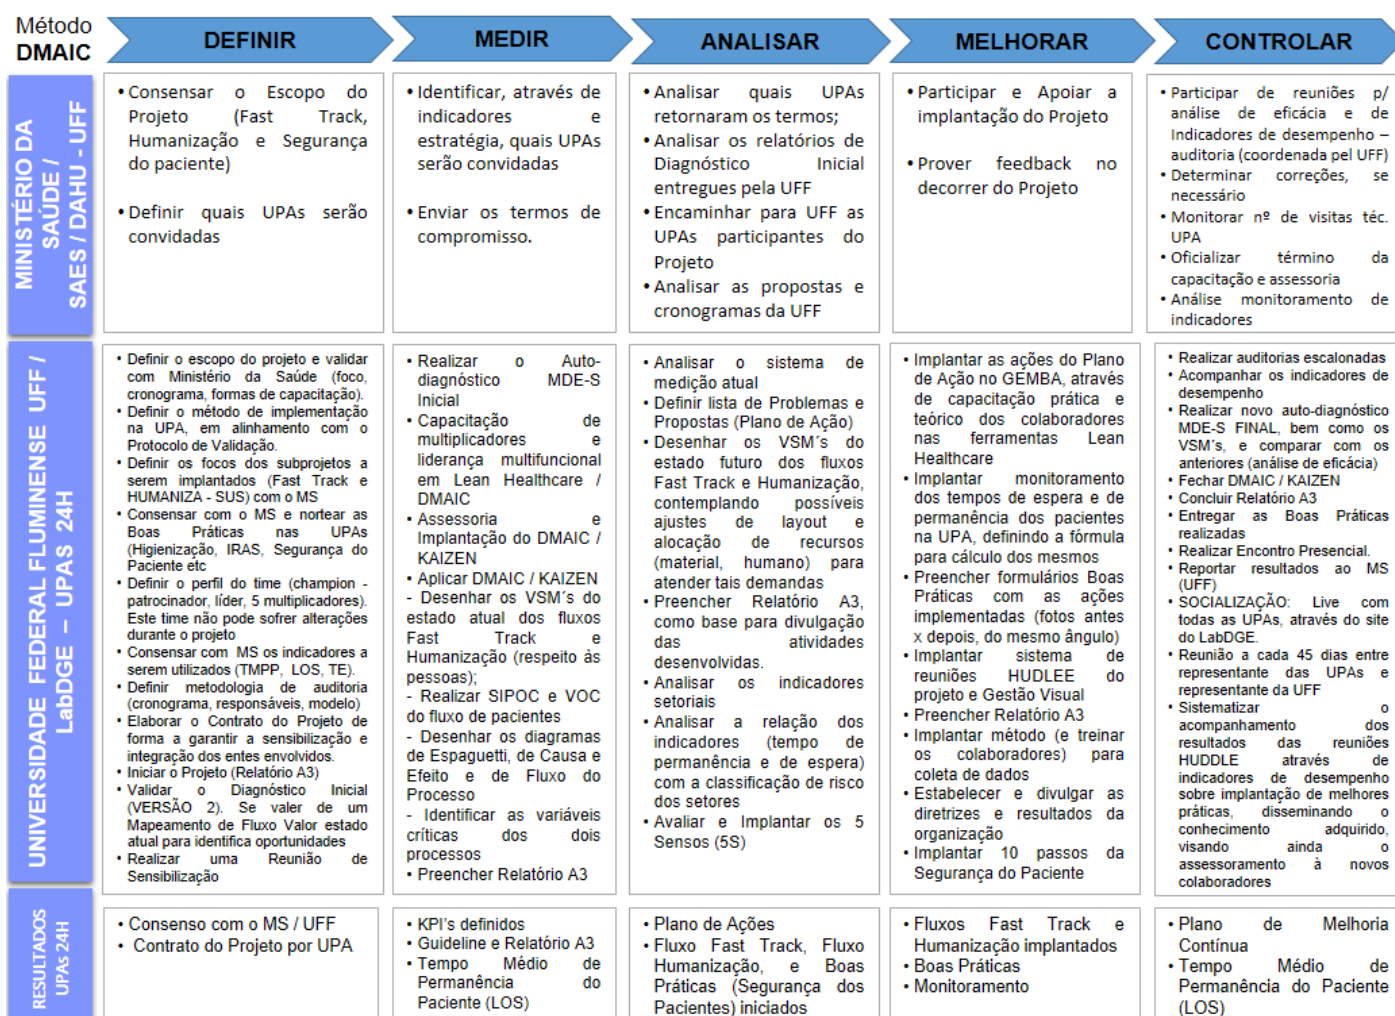 Método
DMAIC
DEFINIR
MEDIR
ANALISAR
MELHORAR
CONTROLAR
MINISTÉRIO DA
SAÚDE /
SAES / DAHU - UFF
• Consensar o Escopo do
Projeto (Fast Track,
Humanização e Segurança
do paciente)
• Definir quais UPAs serão
convidadas
• Identificar, através de
indicadores e
estratégia, quais UPAs
serão convidadas
• Enviar os termos de
compromisso.
• Analisar quais UPAs
retornaram os termos;
• Analisar os relatórios de
Diagnóstico Inicial
entregues pela UFF
• Encaminhar para UFF as
UPAs participantes do
Projeto
• Analisar as propostas e
cronogramas da UFF
• Participar e Apoiar a
implantação do Projeto
• Prover feedback no
decorrer do Projeto
• Participar de reuniões p/
análise de eficácia e de
Indicadores de desempenho –
auditoria (coordenada pel UFF)
• Determinar correções, se
necessário
• Monitorar nº de visitas téc.
UPA
• Oficializar término da
capacitação e assessoria
• Análise monitoramento de
indicadores
UNIVERSIDADE FEDERAL FLUMINENSE UFF /
LabDGE – UPAS 24H
• Definir o escopo do projeto e validar
com Ministério da Saúde (foco,
cronograma, formas de capacitação).
• Definir o método de implementação
na UPA, em alinhamento com o
Protocolo de Validação.
• Definir os focos dos subprojetos a
serem implantados (Fast Track e
HUMANIZA - SUS) com o MS
• Consensar com o MS e nortear as
Boas Práticas nas UPAs
(Higienização, IRAS, Segurança do
Paciente etc
• Definir o perfil do time (champion -
patrocinador, líder, 5 multiplicadores).
Este time não pode sofrer alterações
durante o projeto
• Consensar com MS os indicadores a
serem utilizados (TMPP, LOS, TE).
• Definir metodologia de auditoria
(cronograma, responsáveis, modelo)
• Elaborar o Contrato do Projeto de
forma a garantir a sensibilização e
integração dos entes envolvidos.
• Iniciar o Projeto (Relatório A3)
• Validar o Diagnóstico Inicial
(VERSÃO 2). Se valer de um
Mapeamento de Fluxo Valor estado
atual para identifica oportunidades
• Realizar uma Reunião de
Sensibilização
• Realizar o Auto-
diagnóstico MDE-S
Inicial
• Capacitação de
multiplicadores e
liderança multifuncional
em Lean Healthcare /
DMAIC
• Assessoria e
Implantação do DMAIC /
KAIZEN
• Aplicar DMAIC / KAIZEN
- Desenhar os VSM´s do
estado atual dos fluxos
Fast Track e
Humanização (respeito às
pessoas);
- Realizar SIPOC e VOC
do fluxo de pacientes
- Desenhar os diagramas
de Espaguetti, de Causa e
Efeito e de Fluxo do
Processo
- Identificar as variáveis
críticas dos dois
processos
• Preencher Relatório A3
• Analisar o sistema de
medição atual
• Definir lista de Problemas e
Propostas (Plano de Ação)
• Desenhar os VSM´s do
estado futuro dos fluxos
Fast Track e Humanização,
contemplando possíveis
ajustes de layout e
alocação de recursos
(material, humano) para
atender tais demandas
• Preencher Relatório A3,
como base para divulgação
das atividades
desenvolvidas.
• Analisar os indicadores
setoriais
• Analisar a relação dos
indicadores (tempo de
permanência e de espera)
com a classificação de risco
dos setores
• Avaliar e Implantar os 5
Sensos (5S)
• Implantar as ações do Plano
de Ação no GEMBA, através
de capacitação prática e
teórico dos colaboradores
nas ferramentas Lean
Healthcare
• Implantar monitoramento
dos tempos de espera e de
permanência dos pacientes
na UPA, definindo a fórmula
para cálculo dos mesmos
• Preencher formulários Boas
Práticas com as ações
implementadas (fotos antes
x depois, do mesmo ângulo)
• Implantar sistema de
reuniões HUDLEE do
projeto e Gestão Visual
• Preencher Relatório A3
• Implantar método (e treinar
os colaboradores) para
coleta de dados
• Estabelecer e divulgar as
diretrizes e resultados da
organização
• Implantar 10 passos da
Segurança do Paciente
• Realizar auditorias escalonadas
• Acompanhar os indicadores de
desempenho
• Realizar novo auto-diagnóstico
MDE-S FINAL, bem como os
VSM's, e comparar com os
anteriores (análise de eficácia)
• Fechar DMAIC / KAIZEN
• Concluir Relatório A3
• Entregar as Boas Práticas
realizadas
• Realizar Encontro Presencial.
• Reportar resultados ao MS
(UFF)
• SOCIALIZAÇÃO: Live com
todas as UPAs, através do site
do LabDGE.
• Reunião a cada 45 dias entre
representante das UPAs e
representante da UFF
• Sistematizar o
acompanhamento dos
resultados das reuniões
HUDDLE através de
indicadores de desempenho
sobre implantação de melhores
práticas, disseminando o
conhecimento adquirido,
visando ainda o
assessoramento à novos
colaboradores
RESULTADOS
UPAs 24H
• Consenso com o MS / UFF
• Contrato do Projeto por UPA
• KPI's definidos
• Guideline e Relatório A3
• Tempo Médio de
Permanência do
Paciente (LOS)
• Plano de Ações
• Fluxo Fast Track, Fluxo
Humanização, e Boas
Práticas (Segurança dos
Pacientes) iniciados
• Fluxos Fast Track e
Humanização implantados
• Boas Práticas
• Monitoramento
• Plano de Melhoria
Contínua
• Tempo Médio de
Permanência do Paciente
(LOS)